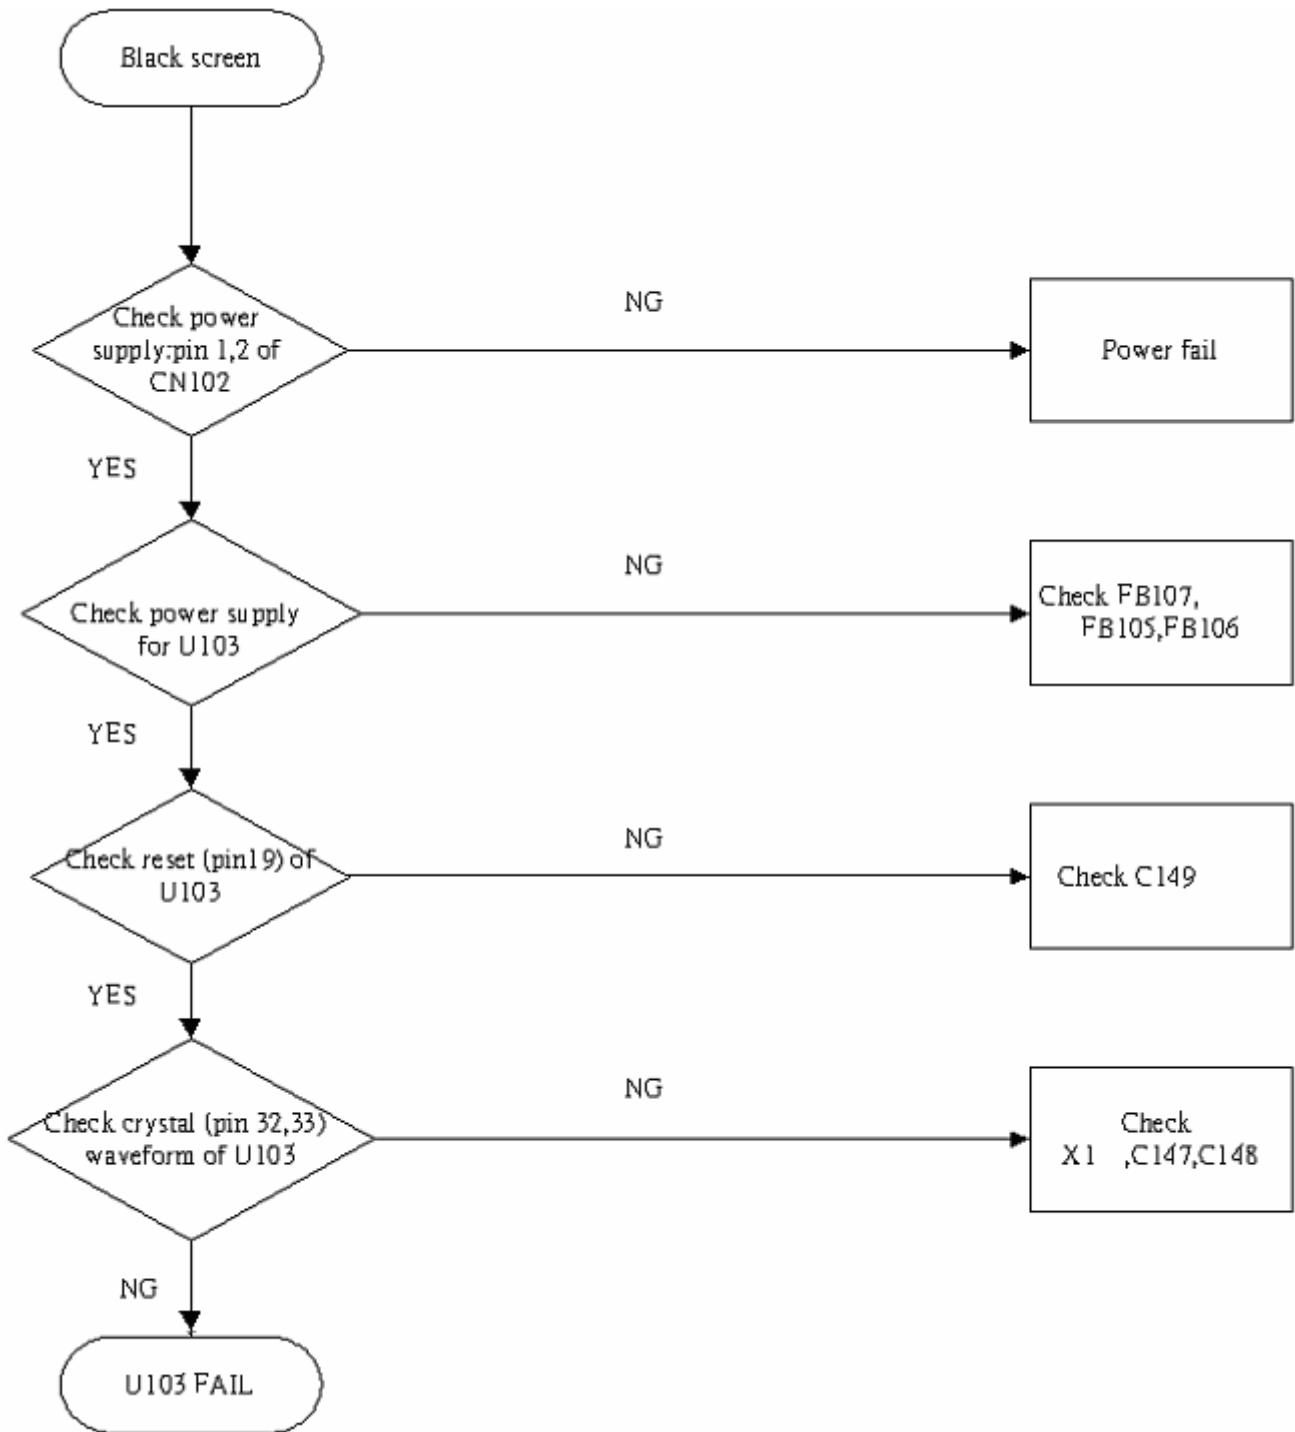 Black screen
Check power
supply:pin 1,2 of
CN102
NG
Power fail
YES
Check power supply
for U103
NG
Check FB107,
FB105,FB106
YES
Check reset (pin19) of
U103
NG
Check C149
YES
Check crystal (pin 32,33)
waveform of U103
NG
Check
X1 ,C147,C148
NG
U103 FAIL